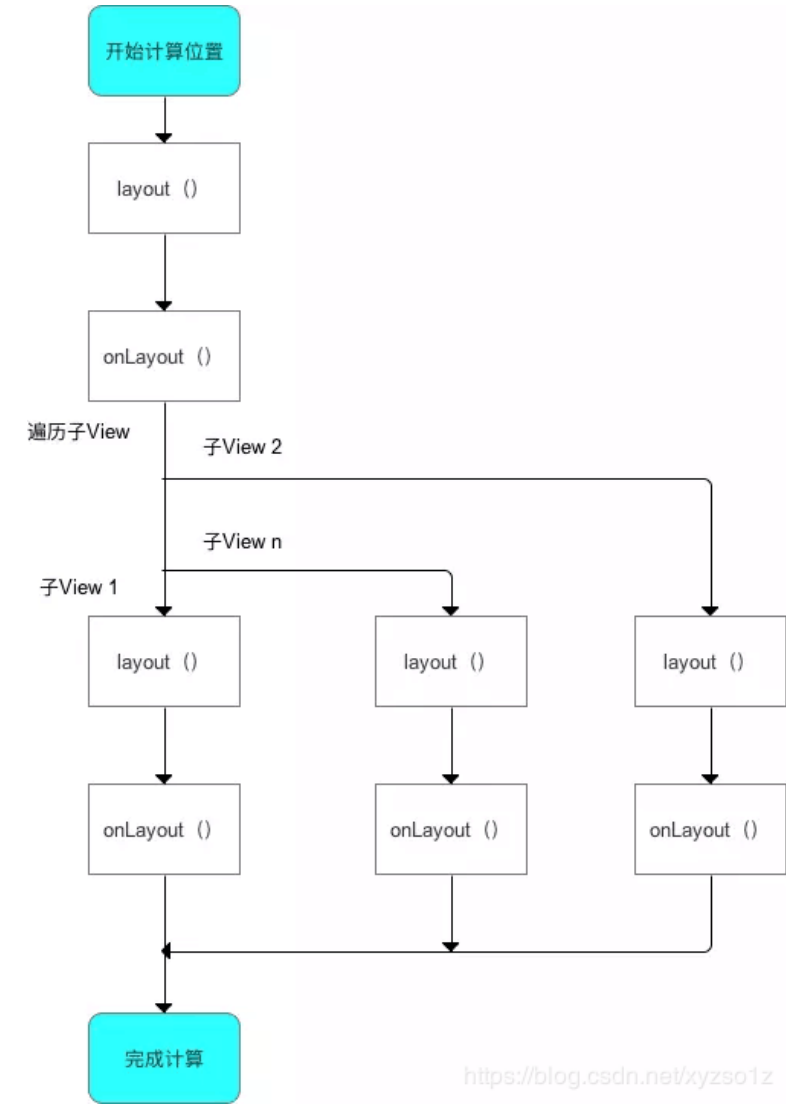 开始计算位置
layout（）
onLayout（）
遍历子View
子View 2
子View n
子View 1
layout（）
layout（）
layout（）
onLayout（）
onLayout（）
onLayout（）
完成计算
https://blog.csdn.net/xyzso1z